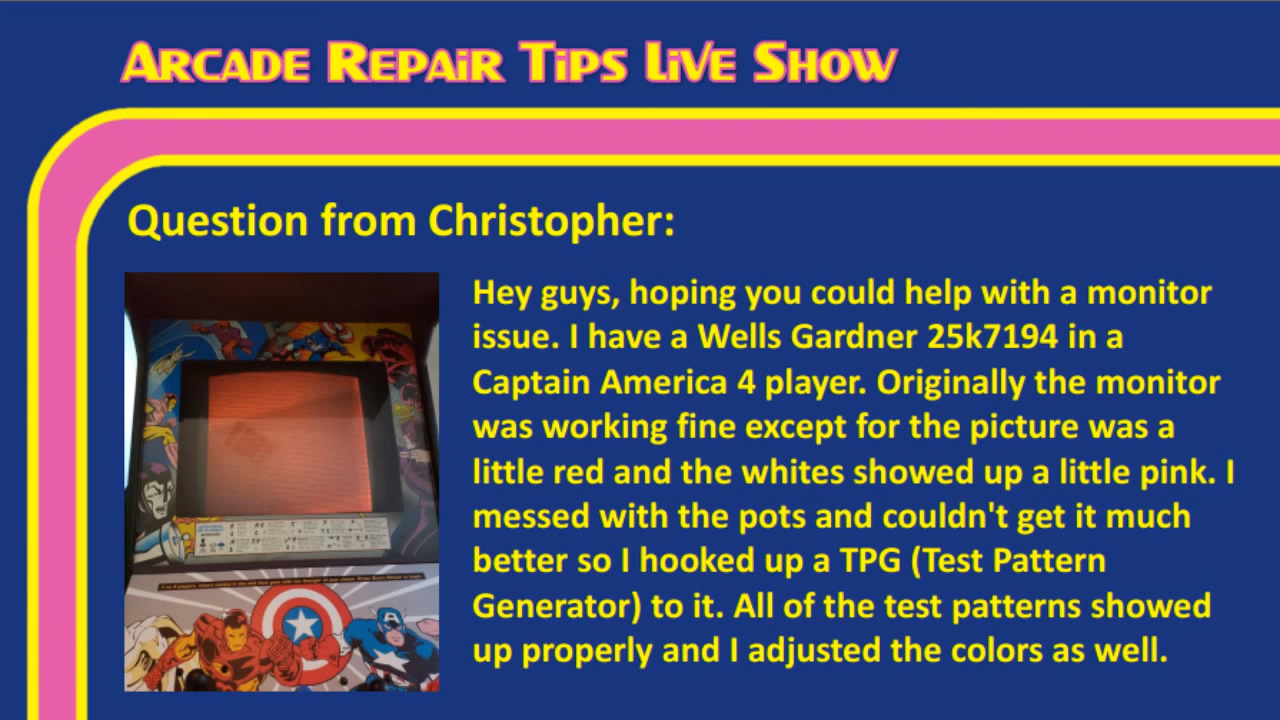 Arcade Repair Tips Live Show
Question from Christopher:
Hey guys, hoping you could help with a monitor
issue. I have a Wells Gardner 25k7194 in a
Captain America 4 player. Originally the monitor
was working fine except for the picture was a
little red and the whites showed up a little pink. I
messed with the pots and couldn't get it much
better so I hooked up a TPG (Test Pattern
Generator) to it. All of the test patterns showed
up properly and I adjusted the colors as well.